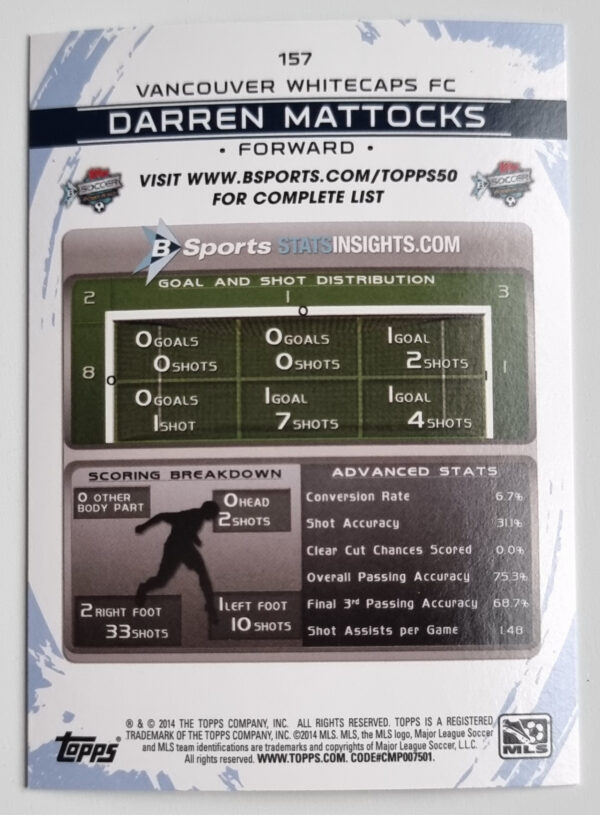 157
VANCOUVER WHITECAPS FC
DARREN MATTOCKS
• FORWARD •
VISIT WWW.BSPORTS.COM/TOPPS50
FOR COMPLETE LIST
SOCCER
SOCCER
B Sports STATSINSIGHTS.COM
GOAL AND SHOT DISTRIBUTION
2 1 3
0
0 GOALS 0 GOALS 1 GOAL
0 SHOTS 0 SHOTS 2 SHOTS
8 0 1
0 GOALS 1 GOAL 1 GOAL
1 SHOT 7 SHOTS 4 SHOTS
SCORING BREAKDOWN
0 OTHER
BODY PART
0 HEAD
2 SHOTS
2 RIGHT FOOT
33 SHOTS
1 LEFT FOOT
10 SHOTS
ADVANCED STATS
Conversion Rate 6.7%
Shot Accuracy 31.1%
Clear Cut Chances Scored 0.0%
Overall Passing Accuracy 75.3%
Final 3rd Passing Accuracy 68.7%
Shot Assists per Game 1.48
® & © 2014 THE TOPPS COMPANY, INC. ALL RIGHTS RESERVED. TOPPS IS A REGISTERED
TRADEMARK OF THE TOPPS COMPANY, INC. ©2014 MLS. MLS, the MLS logo, Major League Soccer
and MLS team identifications are trademarks and copyrights of Major League Soccer, L.L.C.
All rights reserved. WWW.TOPPS.COM. CODE#CMP007501.
topps
MLS